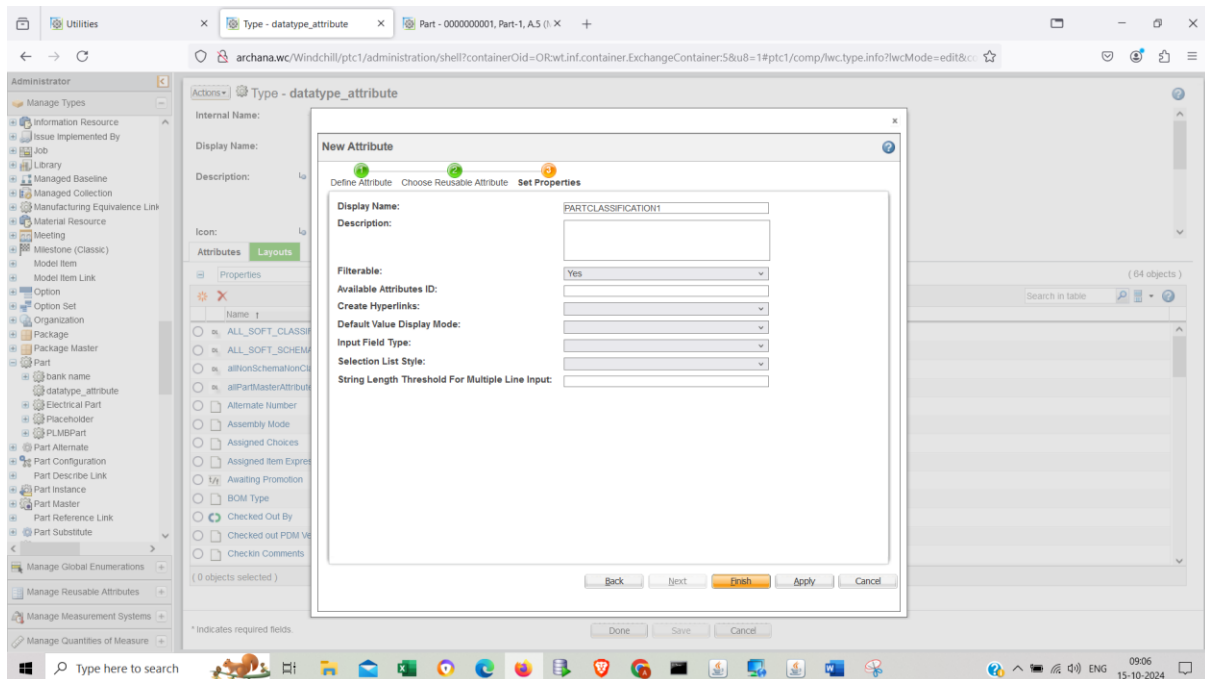 Utilities
Type - datatype_attribute
Part - 0000000001, Part-1, A.5 (
archana.wc/Windchill/ptc1/administration/shell?containerOid=OR:wt.inf.container.ExchangeContainer:5&u8=1#ptc1/comp/lwc.type.info?lwcMode=edit&
Administrator
Manage Types
Information Resource
Issue Implemented By
Job
Library
Managed Baseline
Managed Collection
Manufacturing Equivalence Link
Material Resource
Meeting
Milestone (Classic)
Model Item
Model Item Link
Option
Option Set
Organization
Package
Package Master
Part
bank name
datatype_attribute
Electrical Part
Placeholder
PLMBPart
Part Alternate
Part Configuration
Part Describe Link
Part Instance
Part Master
Part Reference Link
Part Substitute
Manage Global Enumerations
Manage Reusable Attributes
Manage Measurement Systems
Manage Quantities of Measure
Actions
Type - datatype_attribute
Internal Name:
Display Name:
Description:
Icon:
Attributes
Layouts
Properties
(64 objects)
Search in table
Name
ALL_SOFT_CLASSIF
ALL_SOFT_SCHEMA
allNonSchemaNonCla
allPartMasterAttribute
Alternate Number
Assembly Mode
Assigned Choices
Assigned Item Expres
Awaiting Promotion
BOM Type
Checked Out By
Checked out PDM Ve
Checkin Comments
(0 objects selected)
* Indicates required fields.
Done
Save
Cancel
New Attribute
Define Attribute
Choose Reusable Attribute
Set Properties
Display Name:
PARTCLASSIFICATION1
Description:
Filterable:
Yes
Available Attributes ID:
Create Hyperlinks:
Default Value Display Mode:
Input Field Type:
Selection List Style:
String Length Threshold For Multiple Line Input:
Back
Next
Finish
Apply
Cancel
Type here to search
ENG
09:06
15-10-2024